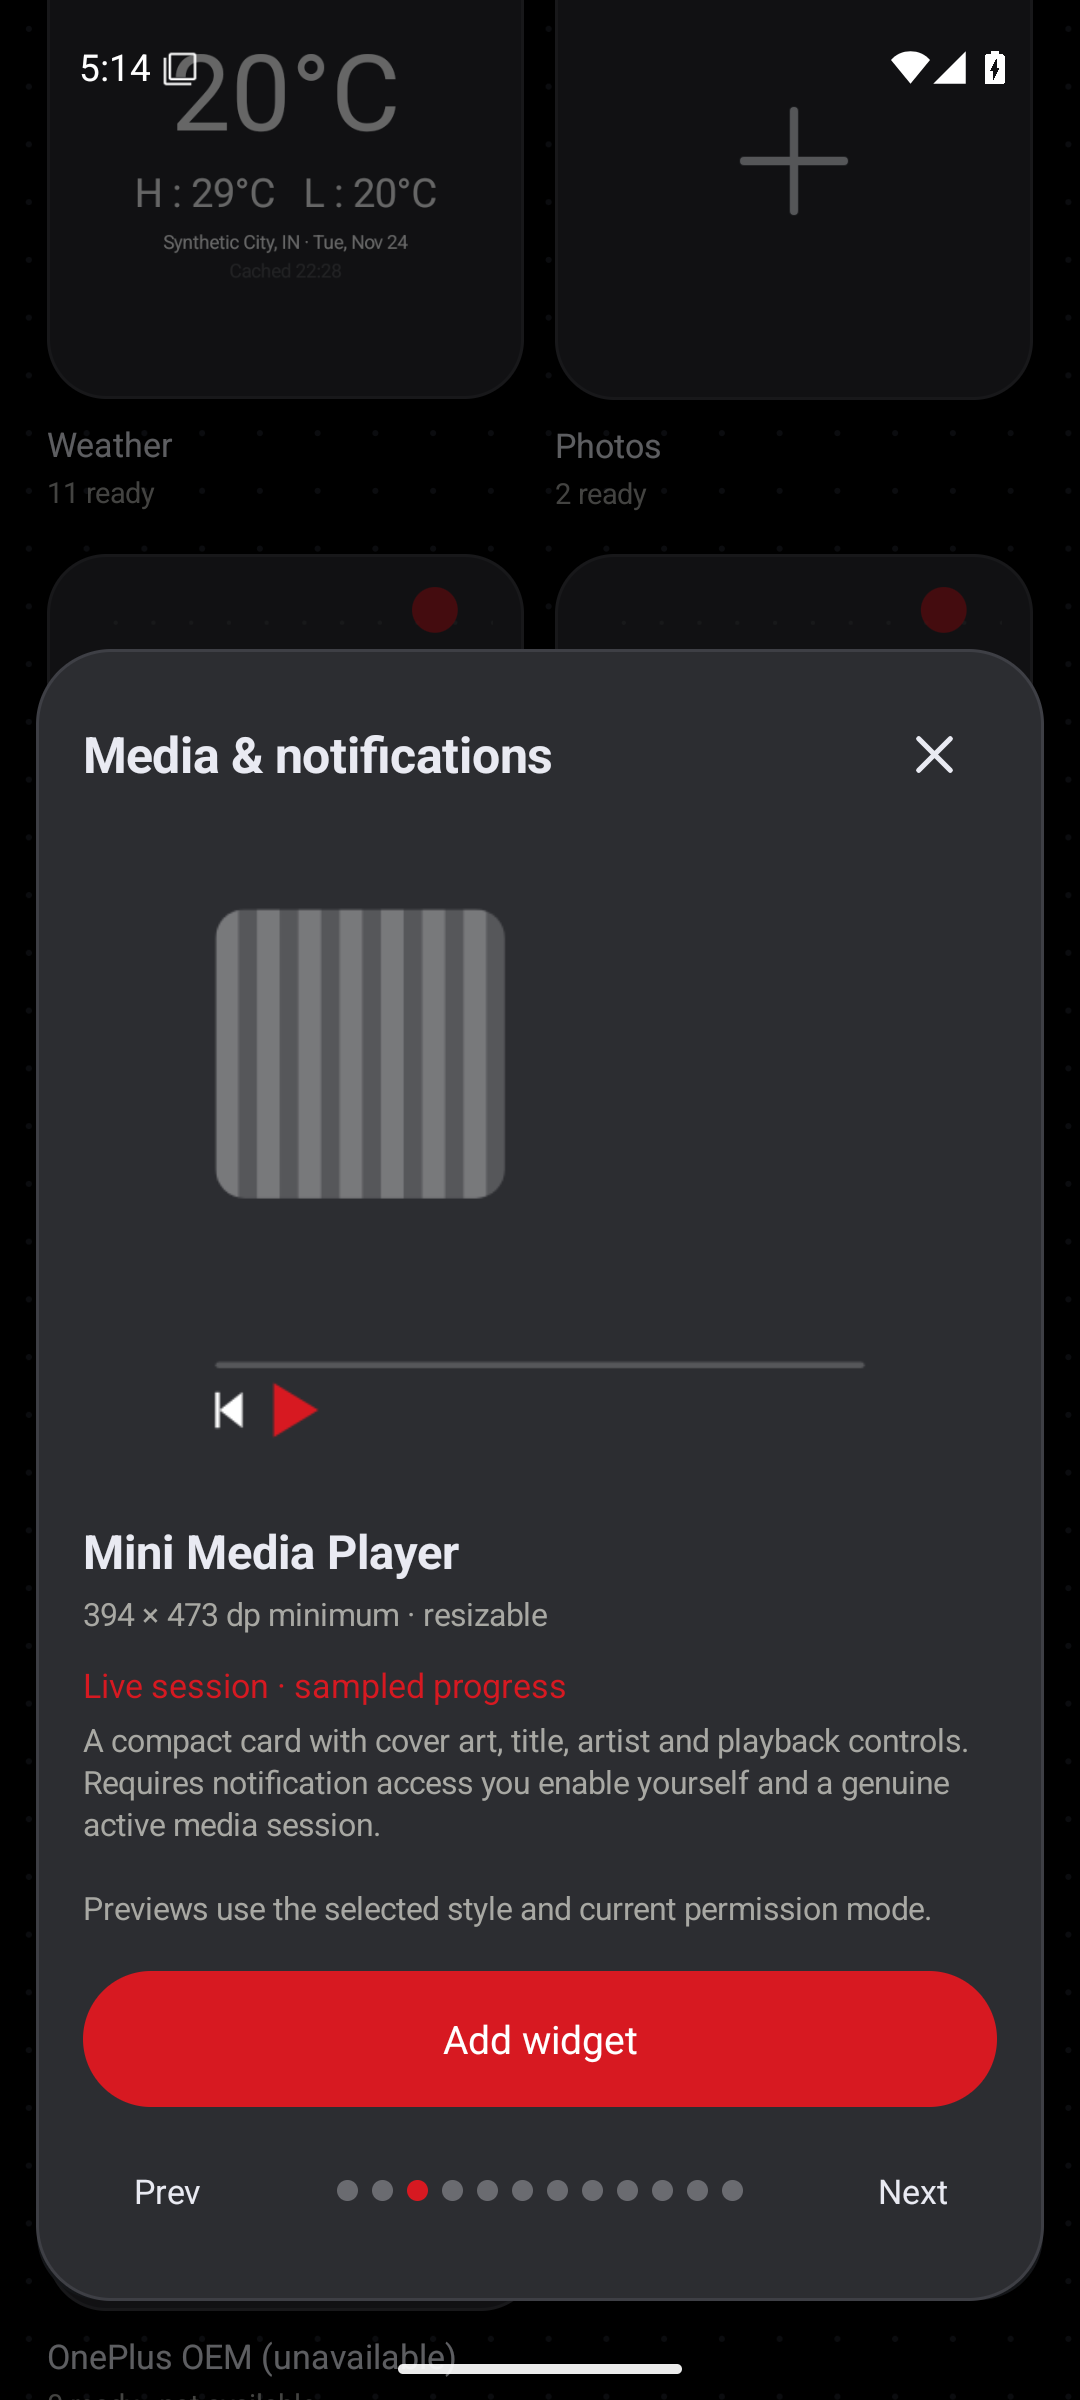 5:14
20°C
H : 29°C L : 20°C
Synthetic City, IN · Tue, Nov 24
Cached 22:28
Weather
11 ready
Photos
2 ready
Media & notifications
Mini Media Player
394 × 473 dp minimum · resizable
Live session · sampled progress
A compact card with cover art, title, artist and playback controls.
Requires notification access you enable yourself and a genuine
active media session.
Previews use the selected style and current permission mode.
Add widget
Prev
Next
OnePlus OEM (unavailable)